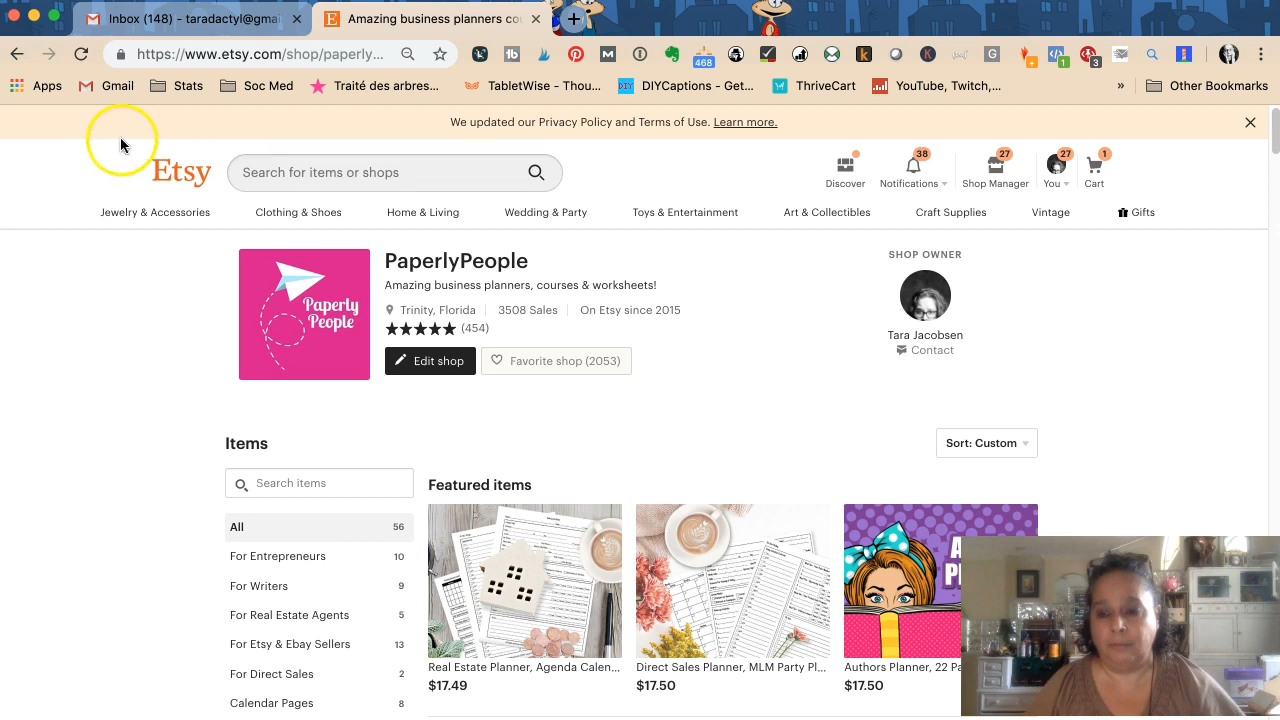 Inbox (148) - taradactyl@gmai
Amazing business planners co
https://www.etsy.com/shop/paperly...
468
1
3
Apps
Gmail
Stats
Soc Med
Traité des arbres...
TabletWise - Thou...
DIYCaptions - Get...
ThriveCart
YouTube, Twitch,...
»
Other Bookmarks
We updated our Privacy Policy and Terms of Use. Learn more.
Etsy
Search for items or shops
38
27
27
1
Discover
Notifications
Shop Manager
You
Cart
Jewelry & Accessories
Clothing & Shoes
Home & Living
Wedding & Party
Toys & Entertainment
Art & Collectibles
Craft Supplies
Vintage
Gifts
Paperly
People
PaperlyPeople
Amazing business planners, courses & worksheets!
Trinity, Florida
3508 Sales
On Etsy since 2015
(454)
Edit shop
Favorite shop (2053)
SHOP OWNER
Tara Jacobsen
Contact
Items
Sort: Custom
Search items
All 56
For Entrepreneurs 10
For Writers 9
For Real Estate Agents 5
For Etsy & Ebay Sellers 13
For Direct Sales 2
Calendar Pages 8
Featured items
Real Estate Planner, Agenda Calen...
$17.49
Direct Sales Planner, MLM Party Pl...
$17.50
Authors Planner, 22 Pa
$17.50